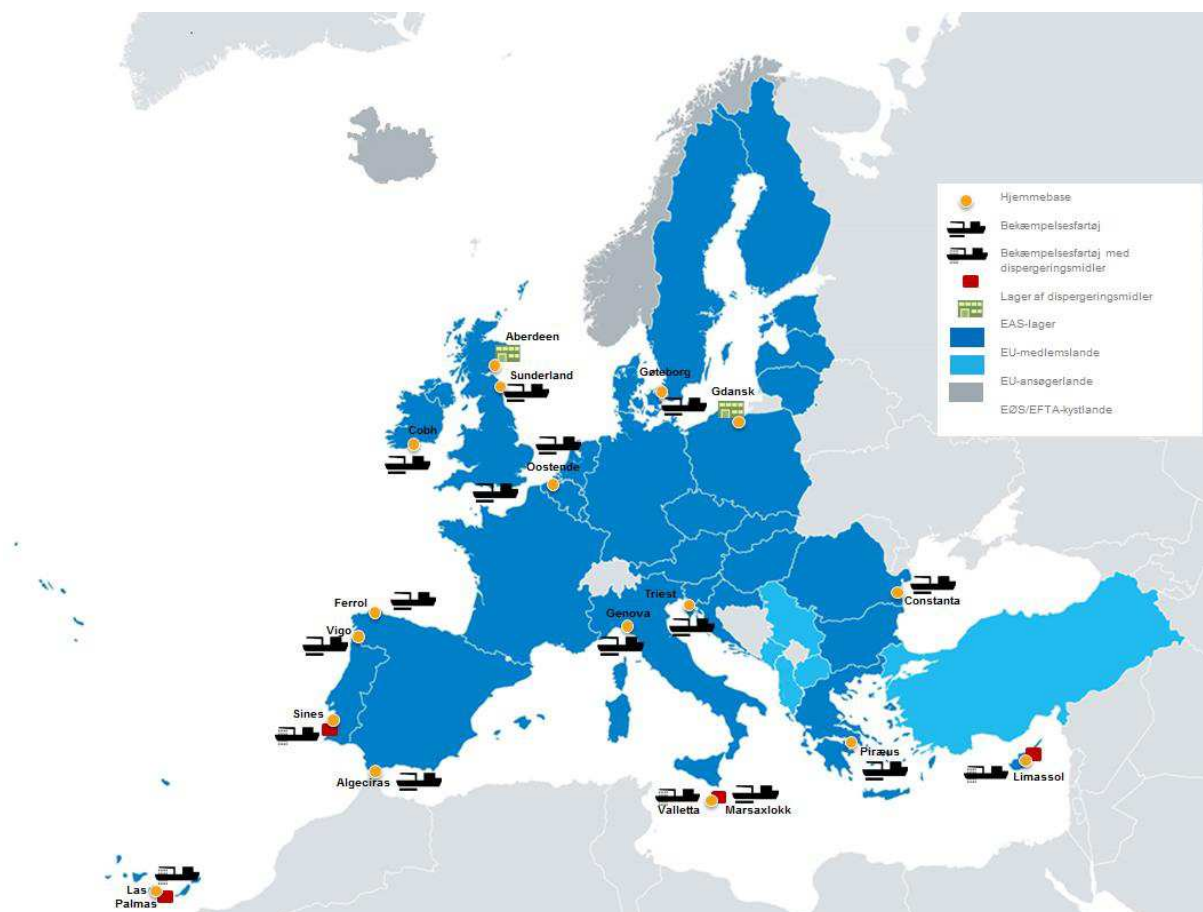 Hjemmebase
Bekæmpelsesfartøj
Bekæmpelsesfartøj med
dispergeringsmidler
Lager af dispergeringsmidler
EAS-lager
EU-medlemslande
EU-ansøgerlande
EØS/EFTA-kystlande
Aberdeen
Sunderland
Gøteborg
Gdansk
Cobh
Oostende
Ferrol
Vigo
Triest
Genova
Constanta
Sines
Algeciras
Piræus
Limassol
Valletta
Marsaxlokk
Las
Palmas